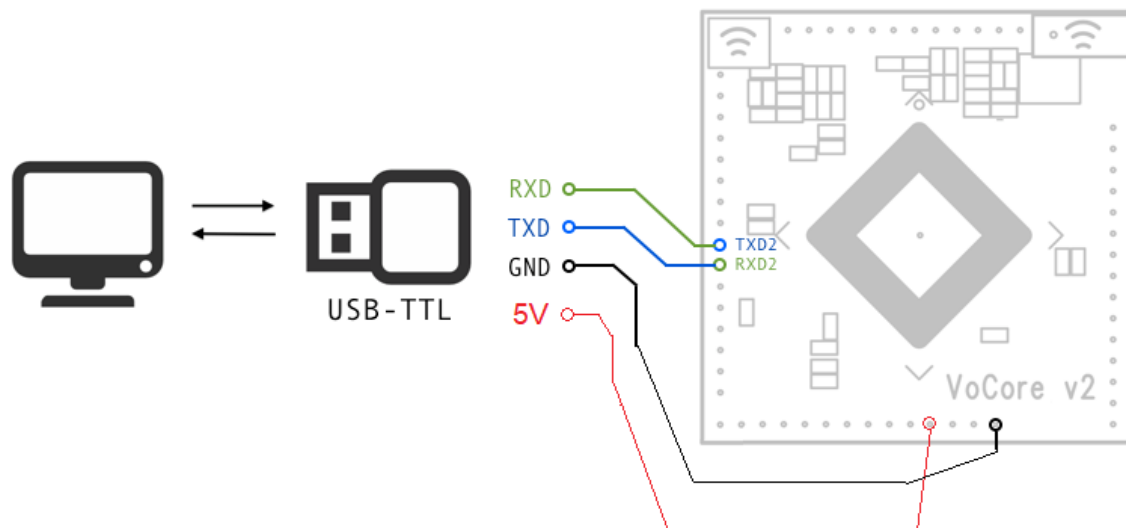 RXD
TXD
GND
5V
USB-TTL
TXD2
RXD2
VoCore v2